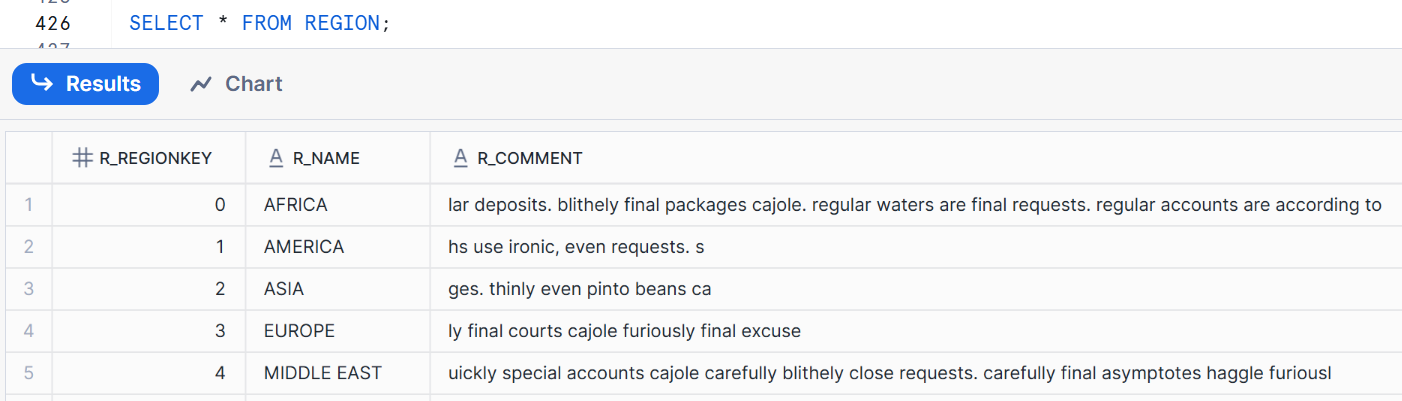 426 SELECT * FROM REGION;
Results Chart
R_REGIONKEY R_NAME R_COMMENT
1 0 AFRICA lar deposits. blithely final packages cajole. regular waters are final requests. regular accounts are according to
2 1 AMERICA hs use ironic, even requests. s
3 2 ASIA ges. thinly even pinto beans ca
4 3 EUROPE ly final courts cajole furiously final excuse
5 4 MIDDLE EAST uickly special accounts cajole carefully blithely close requests. carefully final asymptotes haggle furiousl